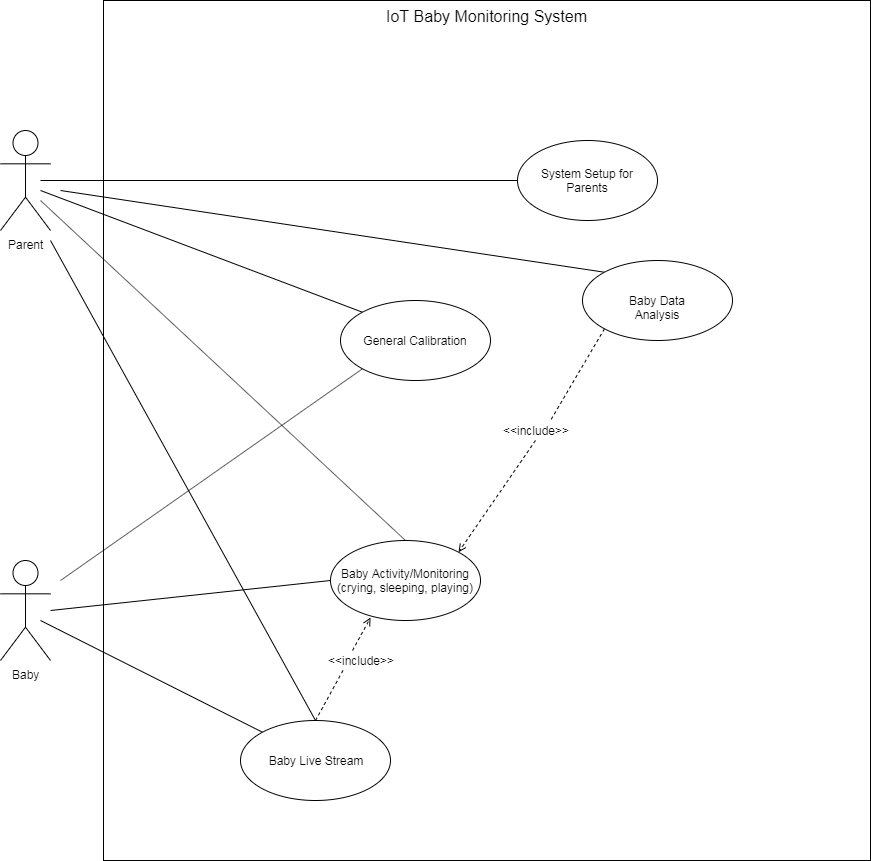 IoT Baby Monitoring System
System Setup for
Parents
Parent
Baby Data
Analysis
General Calibration
<<include>>
Baby Activity/Monitoring
(crying, sleeping, playing)
<<include>>
Baby
Baby Live Stream